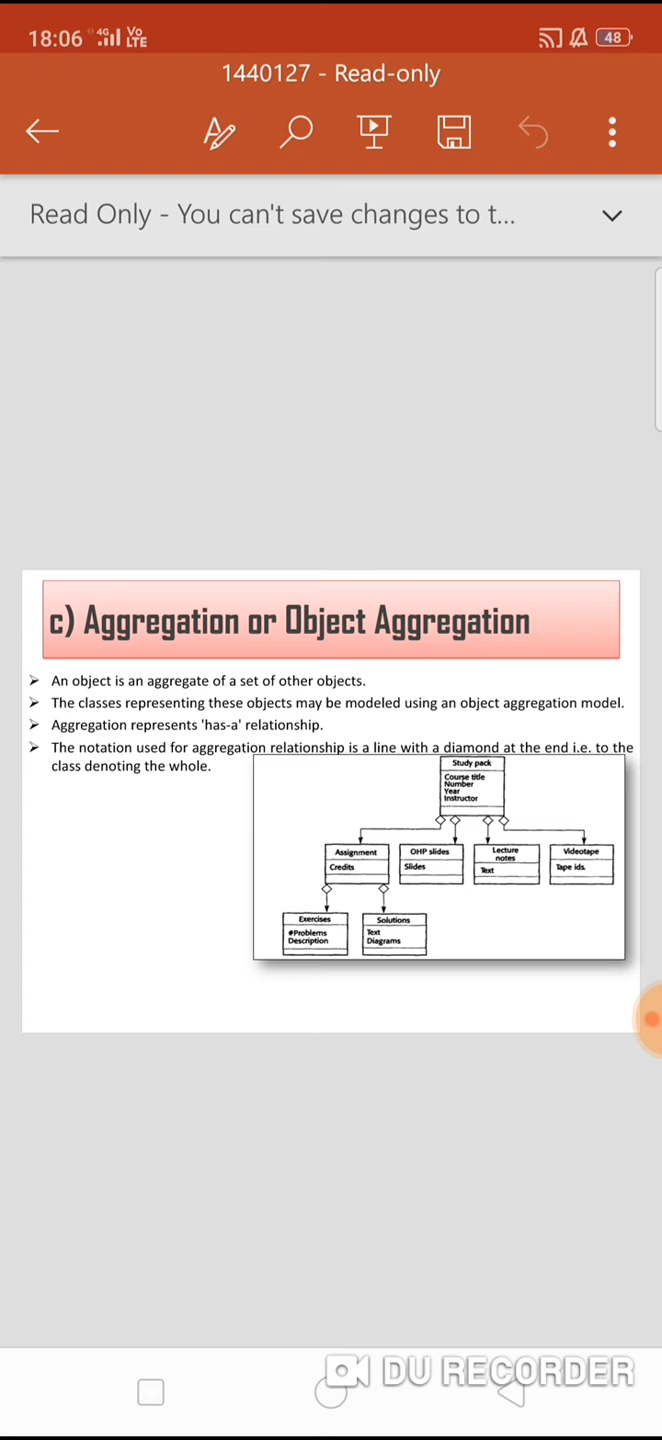 18:06 4G Vo LTE 48
1440127 - Read-only
Read Only - You can't save changes to t...
c) Aggregation or Object Aggregation
➢ An object is an aggregate of a set of other objects.
➢ The classes representing these objects may be modeled using an object aggregation model.
➢ Aggregation represents 'has-a' relationship.
➢ The notation used for aggregation relationship is a line with a diamond at the end i.e. to the
class denoting the whole.
Study pack
Course title
Number
Year
Instructor
Assignment
Credits
OHP slides
Slides
Lecture
notes
Text
Videotape
Tape ids.
Exercises
#Problems
Description
Solutions
Text
Diagrams
DU RECORDER